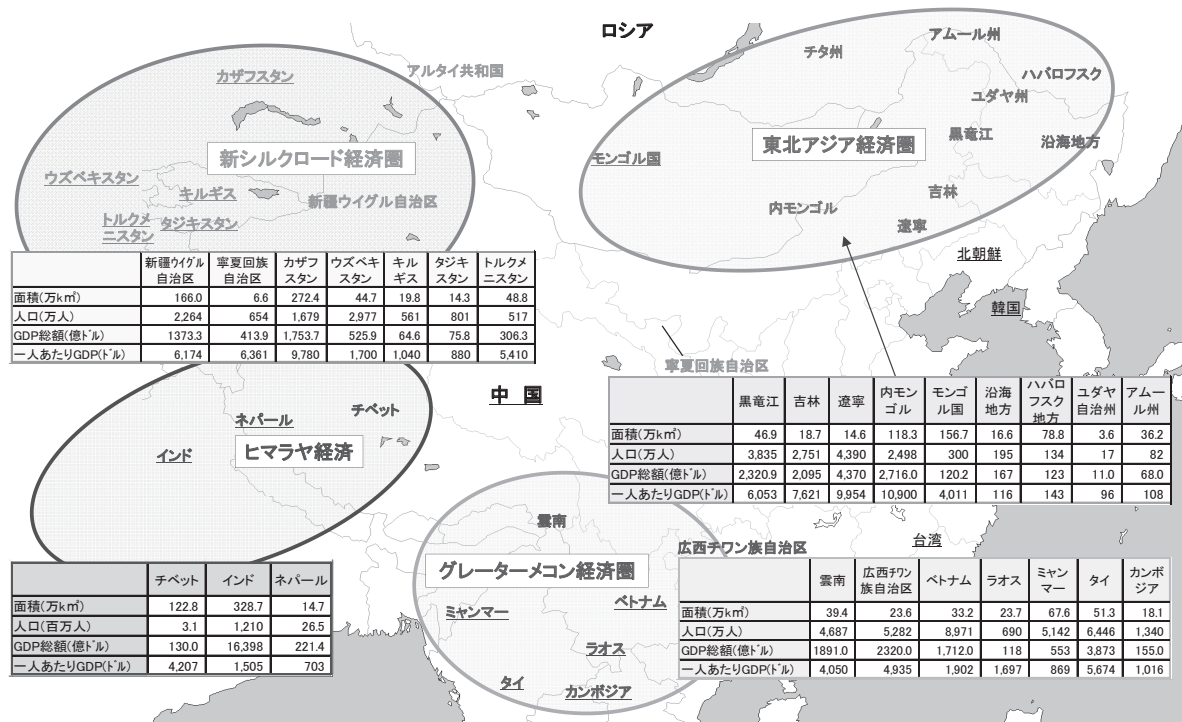 ロシア
アムール州
チタ州
ハバロフスク
ユダヤ州
アルタイ共和国
カザフスタン
新シルクロード経済圏
東北アジア経済圏
黒竜江
沿海地方
モンゴル国
ウズベキスタン
キルギス
新疆ウイグル自治区
吉林
内モンゴル
トルクメ
ニスタン
タジキスタン
遼寧
北朝鮮
韓国
新疆ウイグル
自治区
寧夏回族
自治区
カザフ
スタン
ウズベキ
スタン
キル
ギス
タジキ
スタン
トルクメ
ニスタン
面積(万k㎡) 166.0 6.6 272.4 44.7 19.8 14.3 48.8
人口(万人) 2,264 654 1,679 2,977 561 801 517
GDP総額(億ドル) 1373.3 413.9 1,753.7 525.9 64.6 75.8 306.3
一人あたりGDP(ドル) 6,174 6,361 9,780 1,700 1,040 880 5,410
寧夏回族自治区
中 国
チベット
ネパール
インド
ヒマラヤ経済
黒竜江
吉林
遼寧
内モン
ゴル
モンゴ
ル国
沿海
地方
ハバロ
フスク
地方
ユダヤ
自治州
アムー
ル州
面積(万k㎡) 46.9 18.7 14.6 118.3 156.7 16.6 78.8 3.6 36.2
人口(万人) 3,835 2,751 4,390 2,498 300 195 134 17 82
GDP総額(億ドル) 2,320.9 2,095 4,370 2,716.0 120.2 167 123 11.0 68.0
一人あたりGDP(ドル) 6,053 7,621 9,954 10,900 4,011 116 143 96 108
雲南
広西チワン族自治区
台湾
グレーターメコン経済圏
ミャンマー
ベトナム
ラオス
タイ
カンボジア
チベット インド ネパール
面積(万k㎡) 122.8 328.7 14.7
人口(百万人) 3.1 1,210 26.5
GDP総額(億ドル) 130.0 16,398 221.4
一人あたりGDP(ドル) 4,207 1,505 703
雲南
広西チワン
族自治区
ベトナム
ラオス
ミャン
マー
タイ
カンボ
ジア
面積(万k㎡) 39.4 23.6 33.2 23.7 67.6 51.3 18.1
人口(万人) 4,687 5,282 8,971 690 5,142 6,446 1,340
GDP総額(億ドル) 1891.0 2320.0 1,712.0 118 553 3,873 155.0
一人あたりGDP(ドル) 4,050 4,935 1,902 1,697 869 5,674 1,016